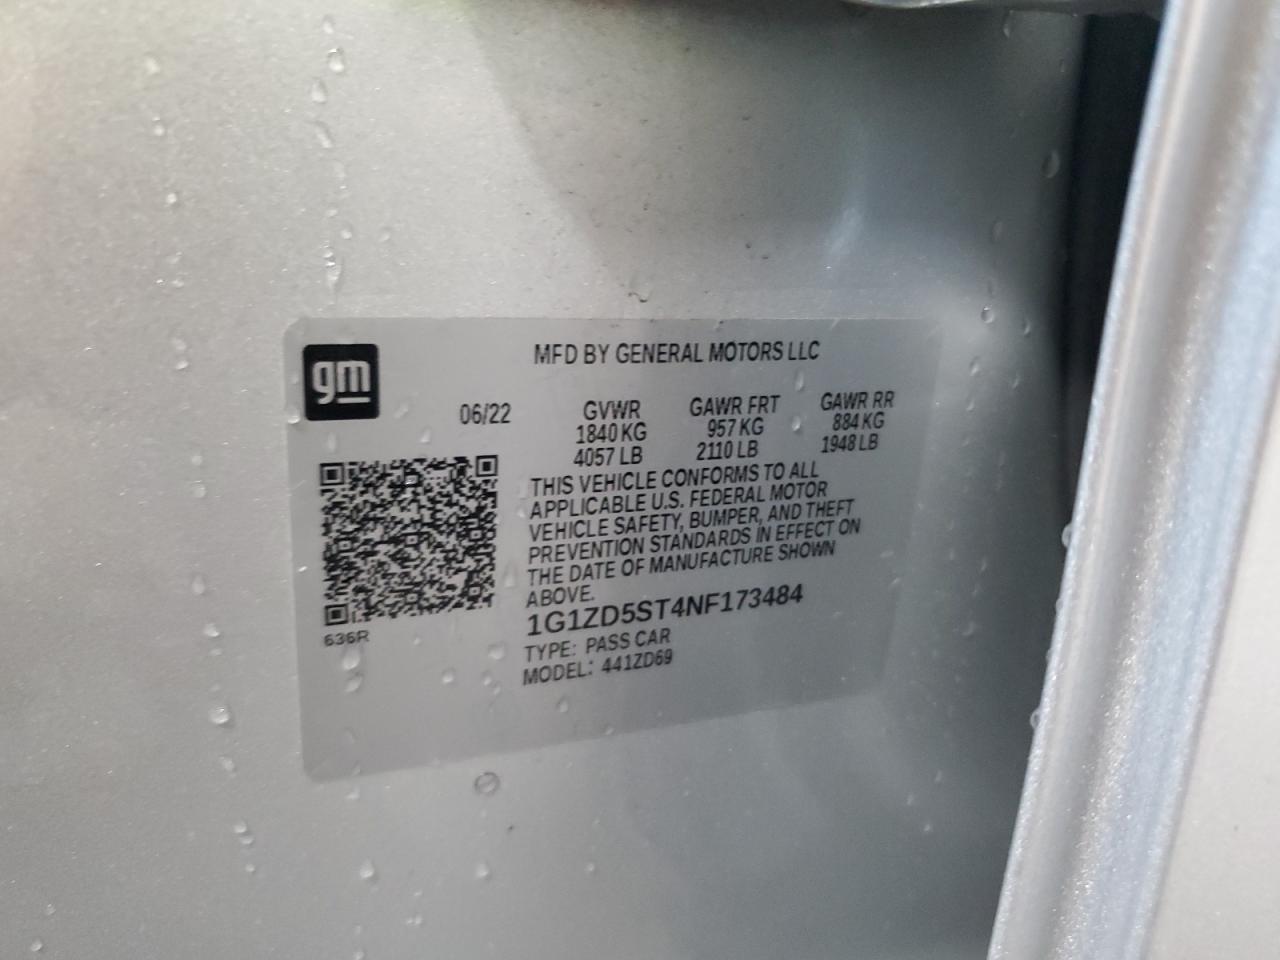 gm
MFD BY GENERAL MOTORS LLC
06/22 GVWR GAWR FRT GAWR RR
1840 KG 957 KG 884 KG
4057 LB 2110 LB 1948 LB
THIS VEHICLE CONFORMS TO ALL
APPLICABLE U.S. FEDERAL MOTOR
VEHICLE SAFETY, BUMPER, AND THEFT
PREVENTION STANDARDS IN EFFECT ON
THE DATE OF MANUFACTURE SHOWN
ABOVE.
1G1ZD5ST4NF173484
TYPE: PASS CAR
MODEL: 441ZD69
636R